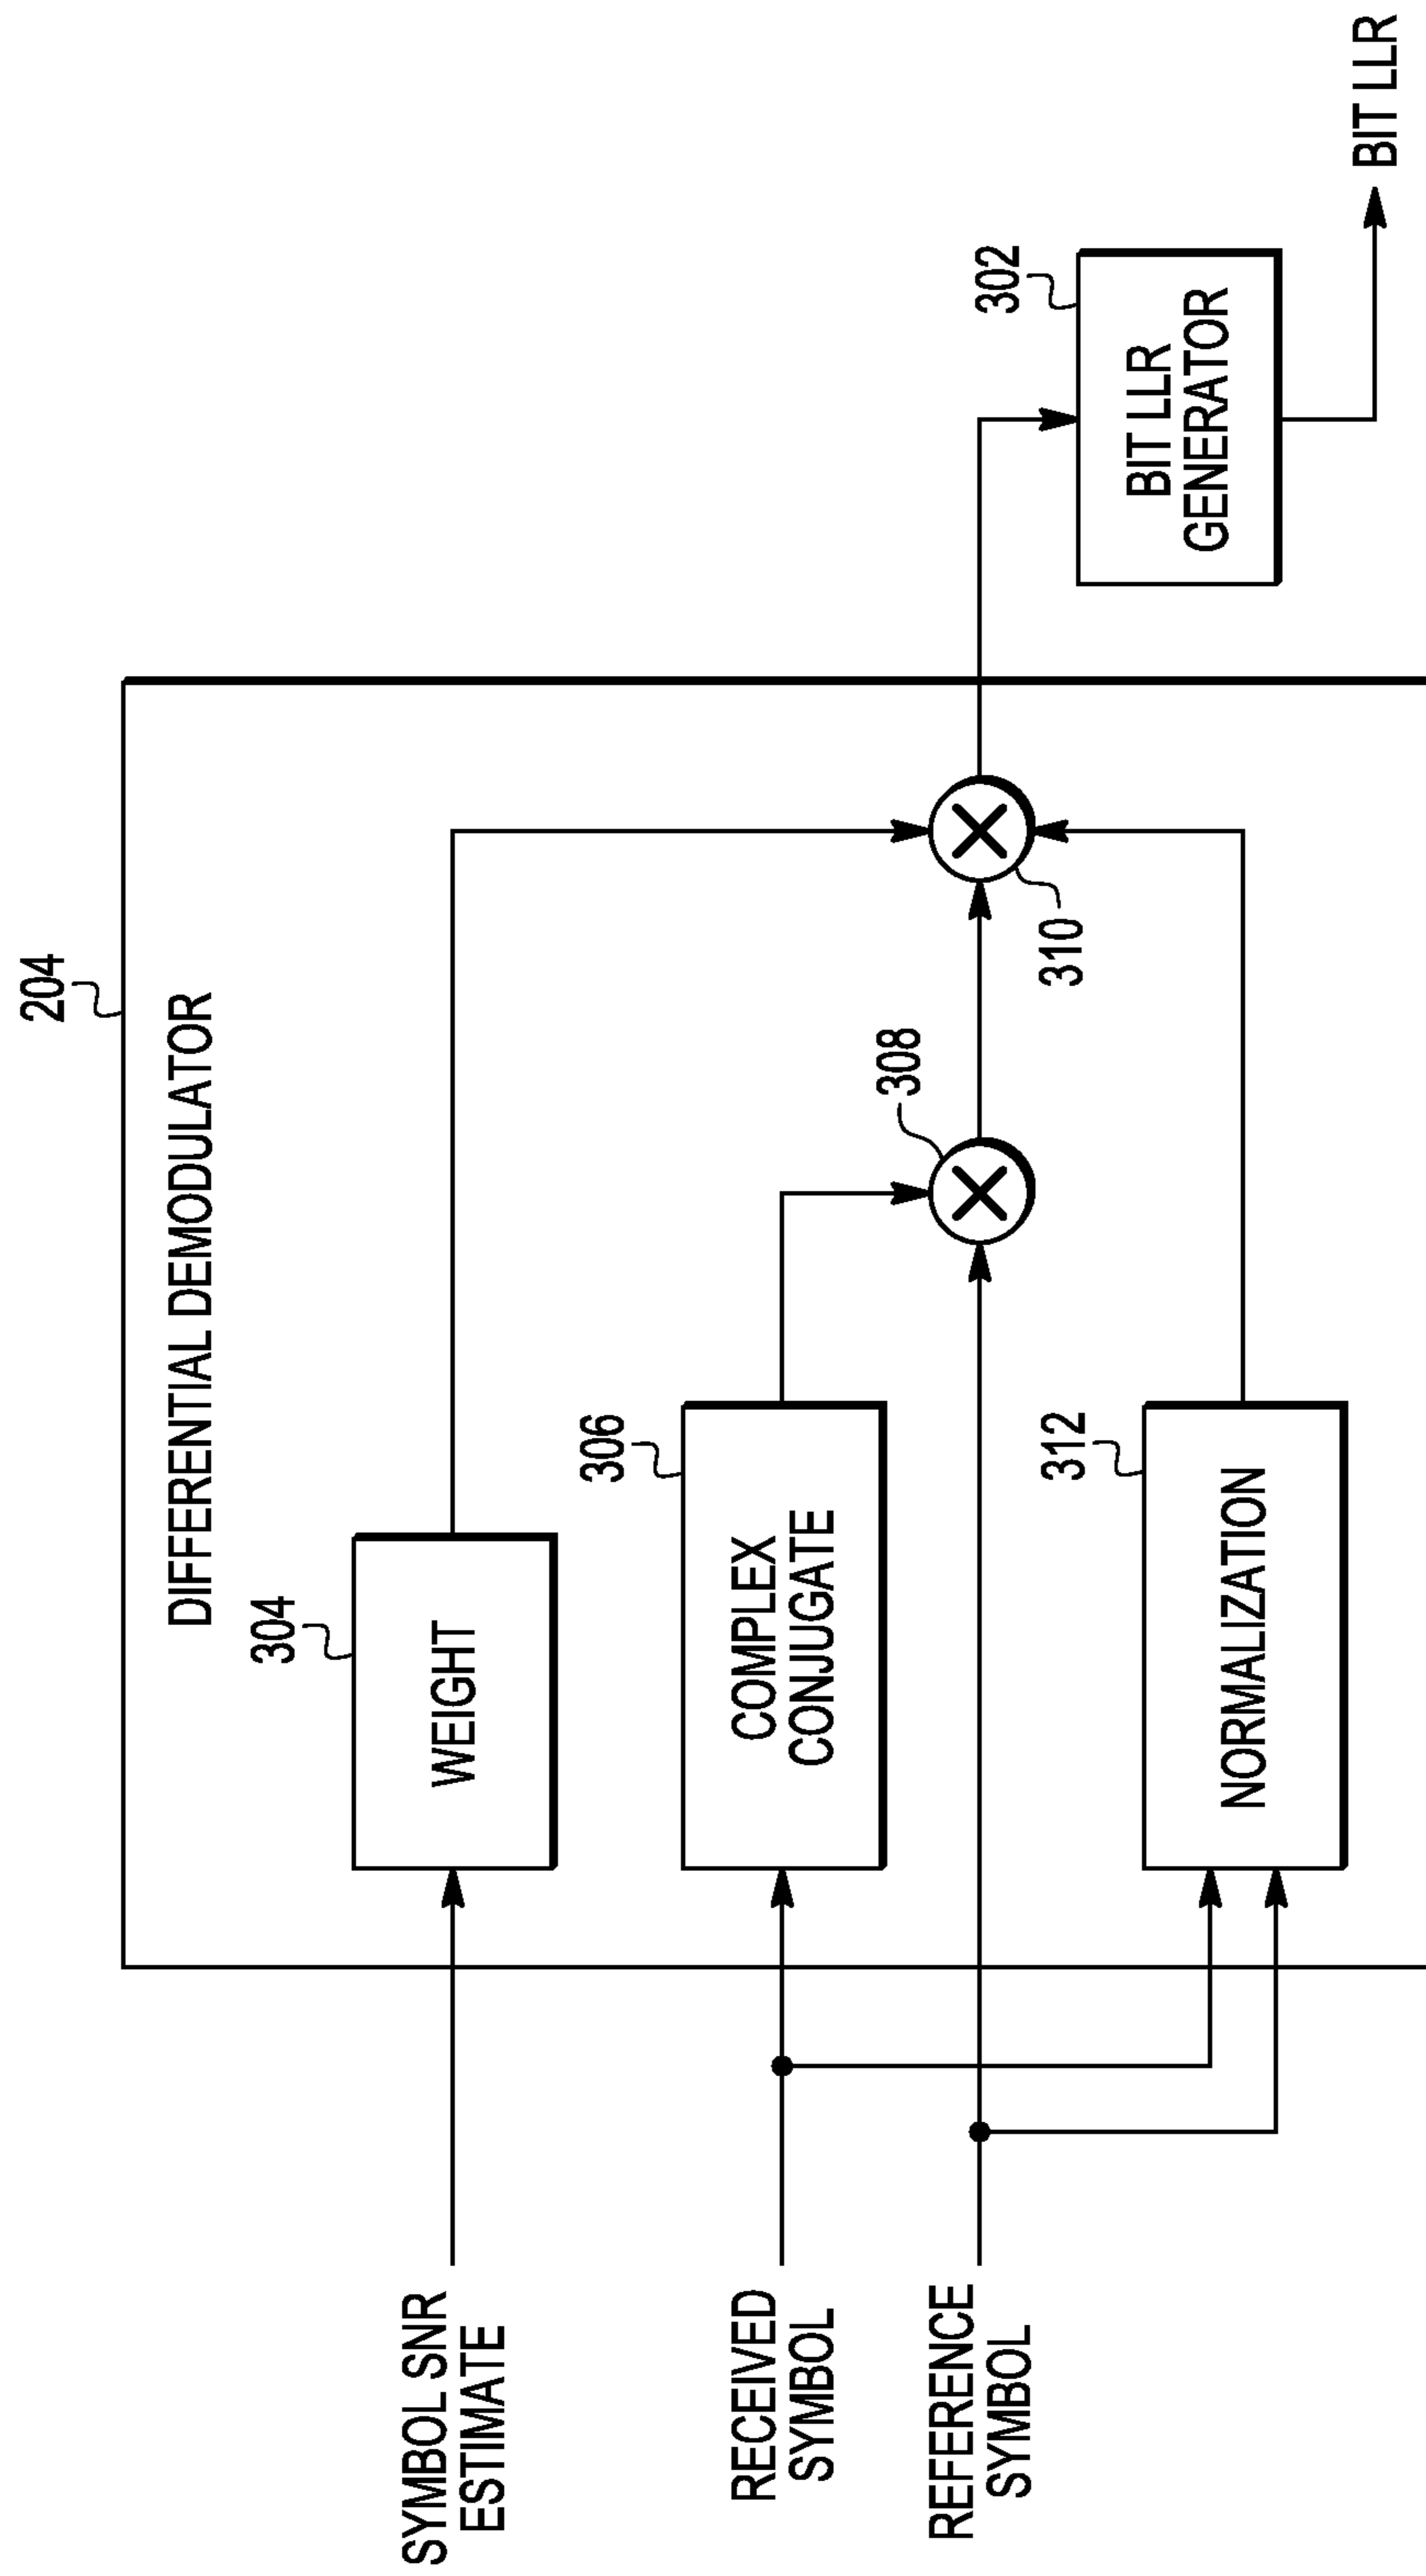 204
DIFFERENTIAL DEMODULATOR
SYMBOL SNR
ESTIMATE
304
WEIGHT
RECEIVED
SYMBOL
306
COMPLEX
CONJUGATE
308
REFERENCE
SYMBOL
310
312
NORMALIZATION
302
BIT LLR
GENERATOR
BIT LLR